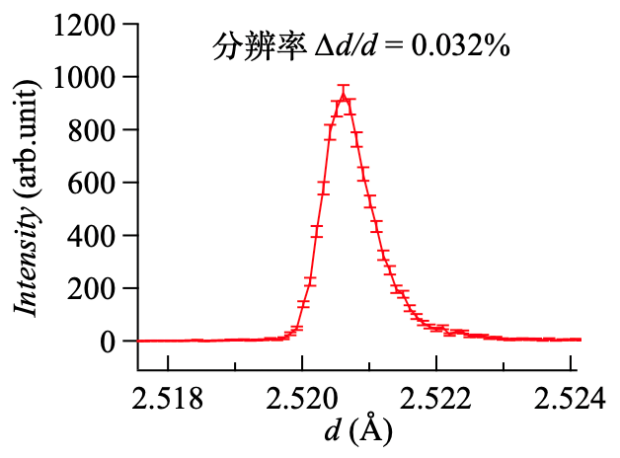 1200
分辨率 Δd/d = 0.032%
1000
800
600
400
200
0
Intensity (arb.unit)
2.518 2.520 2.522 2.524
d (Å)